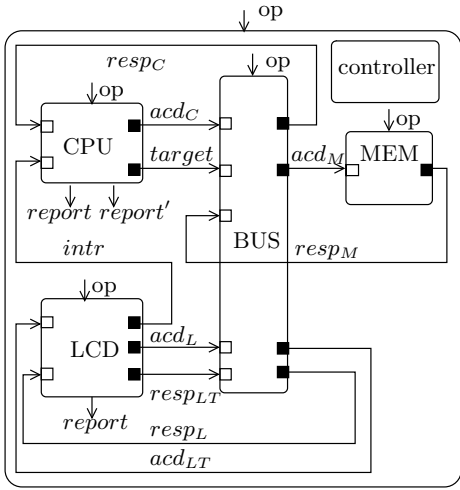 op
resp_C
op
controller
op
acd_C
op
CPU
target
acd_M
MEM
report report′
BUS
intr
resp_M
op
acd_L
LCD
resp_LT
report
resp_L
acd_LT